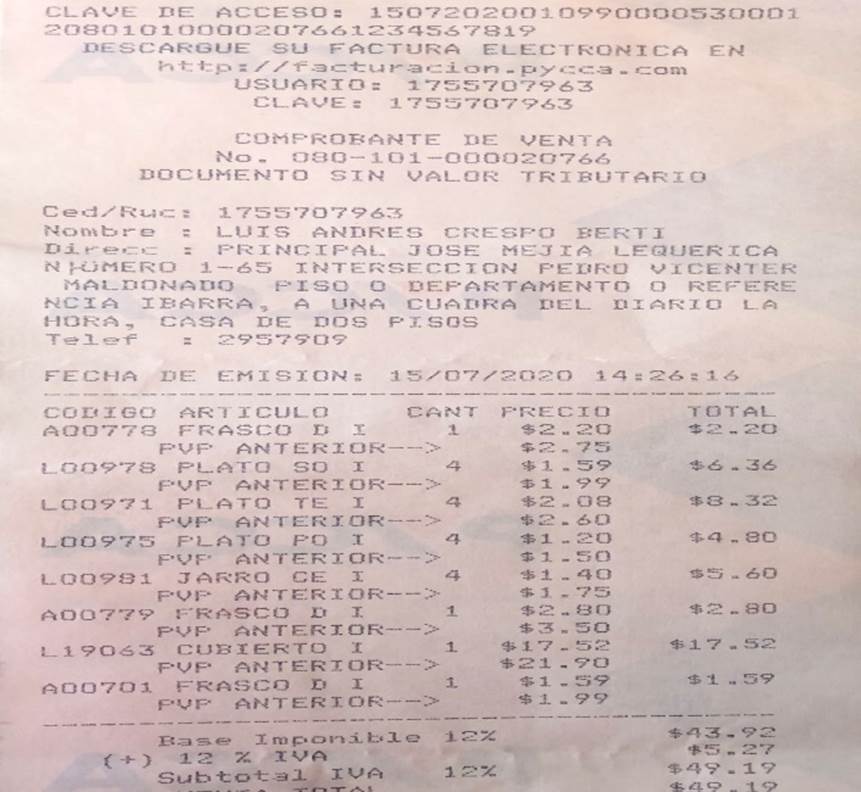 CLAVE DE ACCESO: 15072020010990000530001
2080101000020766123456​7819
DESCARGUE SU FACTURA ELECTRONICA EN
http://facturacion.pycca.com
USUARIO: 1755707963
CLAVE: 1755707963
COMPROBANTE DE VENTA
No. 080-101-000020766
DOCUMENTO SIN VALOR TRIBUTARIO
Ced/Ruc: 1755707963
Nombre : LUIS ANDRES CRESPO BERTI
Direcc : PRINCIPAL JOSE MEJIA LEQUERICA
NÚMERO 1-65 INTERSECCION PEDRO VICENTER
MALDONADO PISO O DEPARTAMENTO O REFERE
NCIA IBARRA, A UNA CUADRA DEL DIARIO LA
HORA, CASA DE DOS PISOS
Telef : 2957909
FECHA DE EMISION: 15/07/2020 14:26:16
CODIGO ARTICULO CANT PRECIO TOTAL
A00778 FRASCO D I 1 $2.20 $2.20
PVP ANTERIOR--> $2.75
L00978 PLATO SO I 4 $1.59 $6.36
PVP ANTERIOR--> $1.99
L00971 PLATO TE I 4 $2.08 $8.32
PVP ANTERIOR--> $2.60
L00975 PLATO PO I 4 $1.20 $4.80
PVP ANTERIOR--> $1.50
L00981 JARRO CE I 4 $1.40 $5.60
PVP ANTERIOR--> $1.75
A00779 FRASCO D I 1 $2.80 $2.80
PVP ANTERIOR--> $3.50
L19063 CUBIERTO I 1 $17.52 $17.52
PVP ANTERIOR--> $21.90
A00701 FRASCO D I 1 $1.59 $1.59
PVP ANTERIOR--> $1.99
Base Imponible 12% $43.92
(+) 12 % IVA $5.27
Subtotal IVA 12% $49.19
TOTAL $49.19